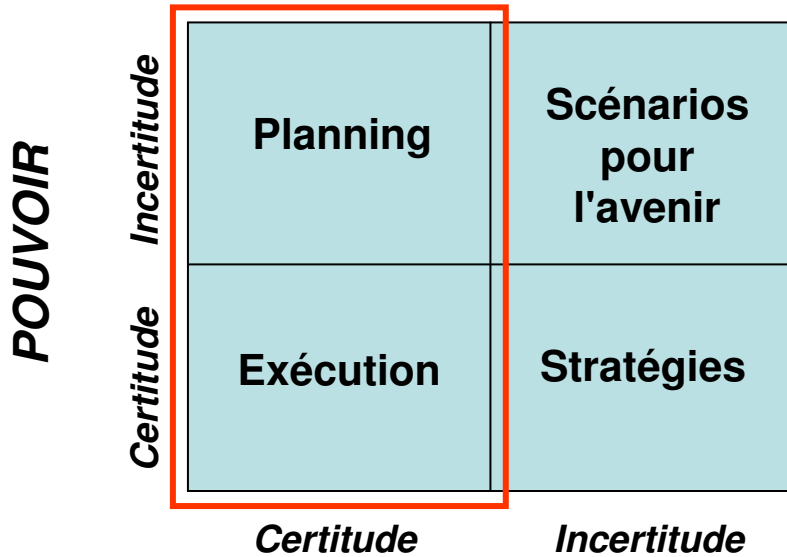 POUVOIR
Incertitude
Certitude
Planning
Scénarios
pour
l'avenir
Exécution
Stratégies
Certitude
Incertitude